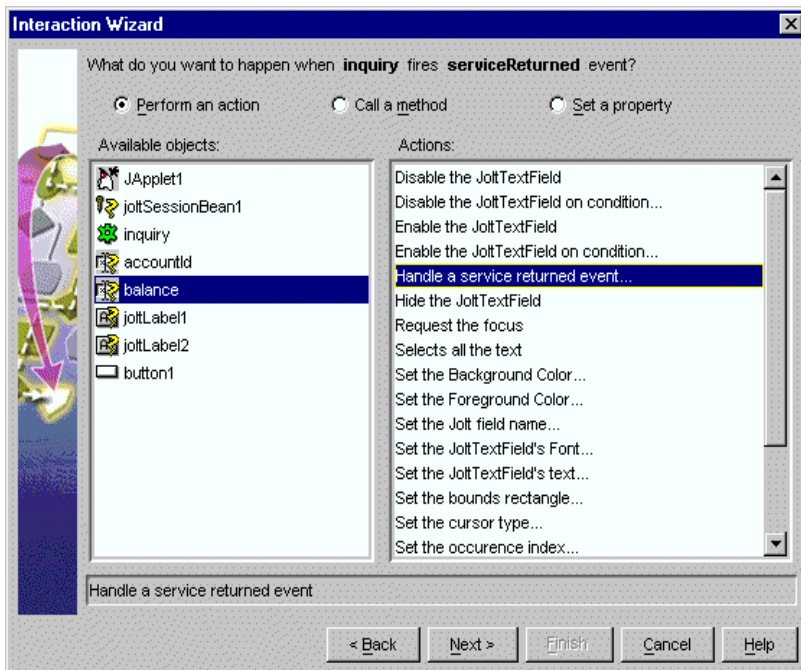 Interaction Wizard
What do you want to happen when inquiry fires serviceReturned event?
Perform an action Call a method Set a property
Available objects:
JApplet1
joltSessionBean1
inquiry
accountId
balance
joltLabel1
joltLabel2
button1
Actions:
Disable the JoltTextField
Disable the JoltTextField on condition...
Enable the JoltTextField
Enable the JoltTextField on condition...
Handle a service returned event...
Hide the JoltTextField
Request the focus
Selects all the text
Set the Background Color...
Set the Foreground Color...
Set the Jolt field name...
Set the JoltTextField's Font...
Set the JoltTextField's text...
Set the bounds rectangle...
Set the cursor type...
Set the occurence index...
Handle a service returned event
< Back Next > Finish Cancel Help